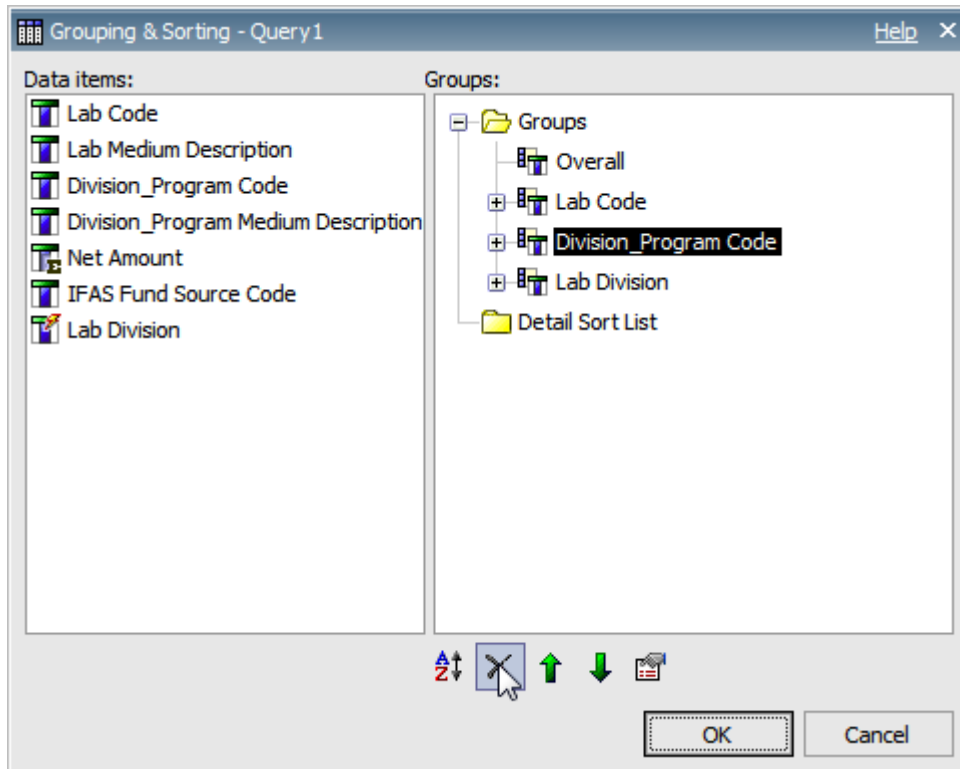 Grouping & Sorting - Query1
Help
Data items:
Groups:
Lab Code
Lab Medium Description
Division_Program Code
Division_Program Medium Description
Net Amount
IFAS Fund Source Code
Lab Division
Groups
Overall
Lab Code
Division_Program Code
Lab Division
Detail Sort List
A
Z
OK
Cancel